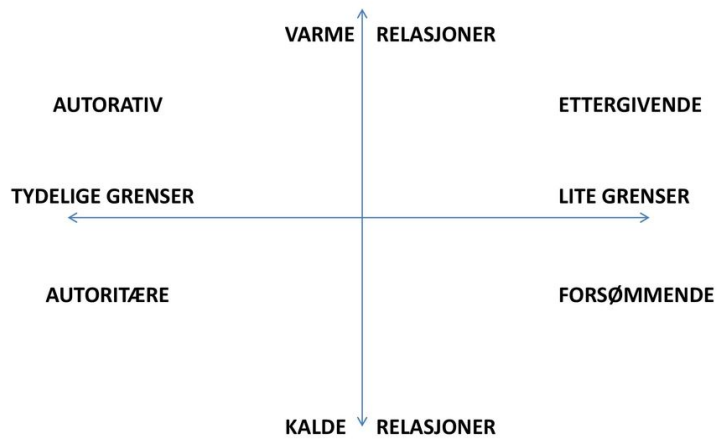 VARME RELASJONER
AUTORATIV ETTERGIVENDE
TYDELIGE GRENSER LITE GRENSER
AUTORITÆRE FORSØMMENDE
KALDE RELASJONER